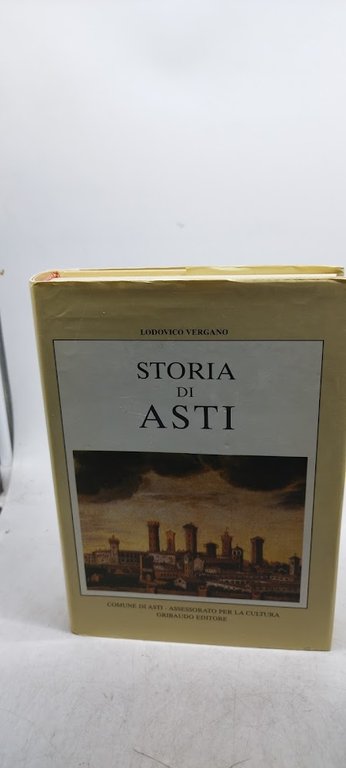 LODOVICO VERGANO
STORIA
DI
ASTI
COMUNE DI ASTI ASSESSORATO PER LA CULTURA
GRIBAUDO EDITORE